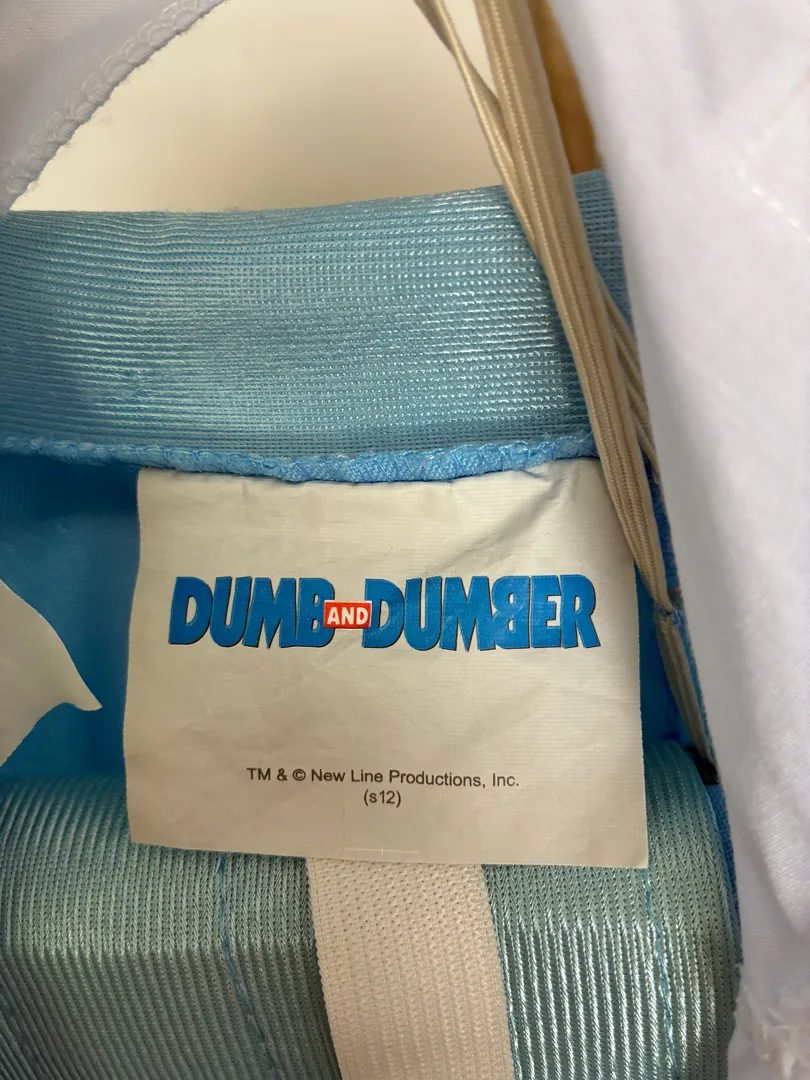 DUMB AND DUMBER
TM & © New Line Productions, Inc.
(s12)